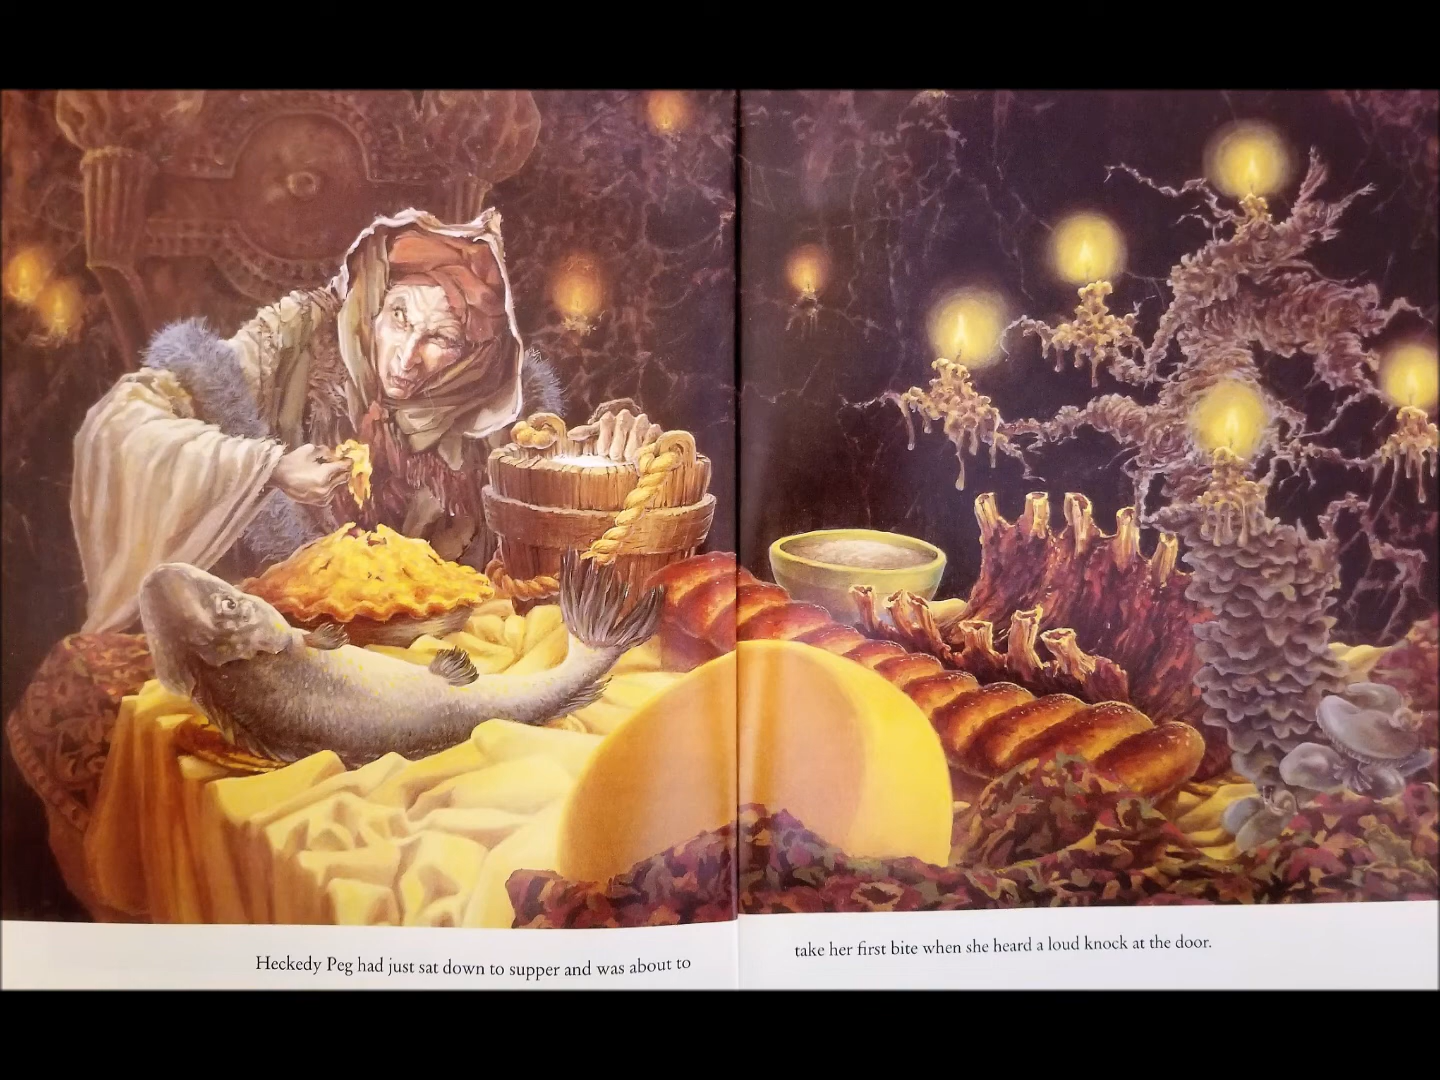 Heckedy Peg had just sat down to supper and was about to
take her first bite when she heard a loud knock at the door.